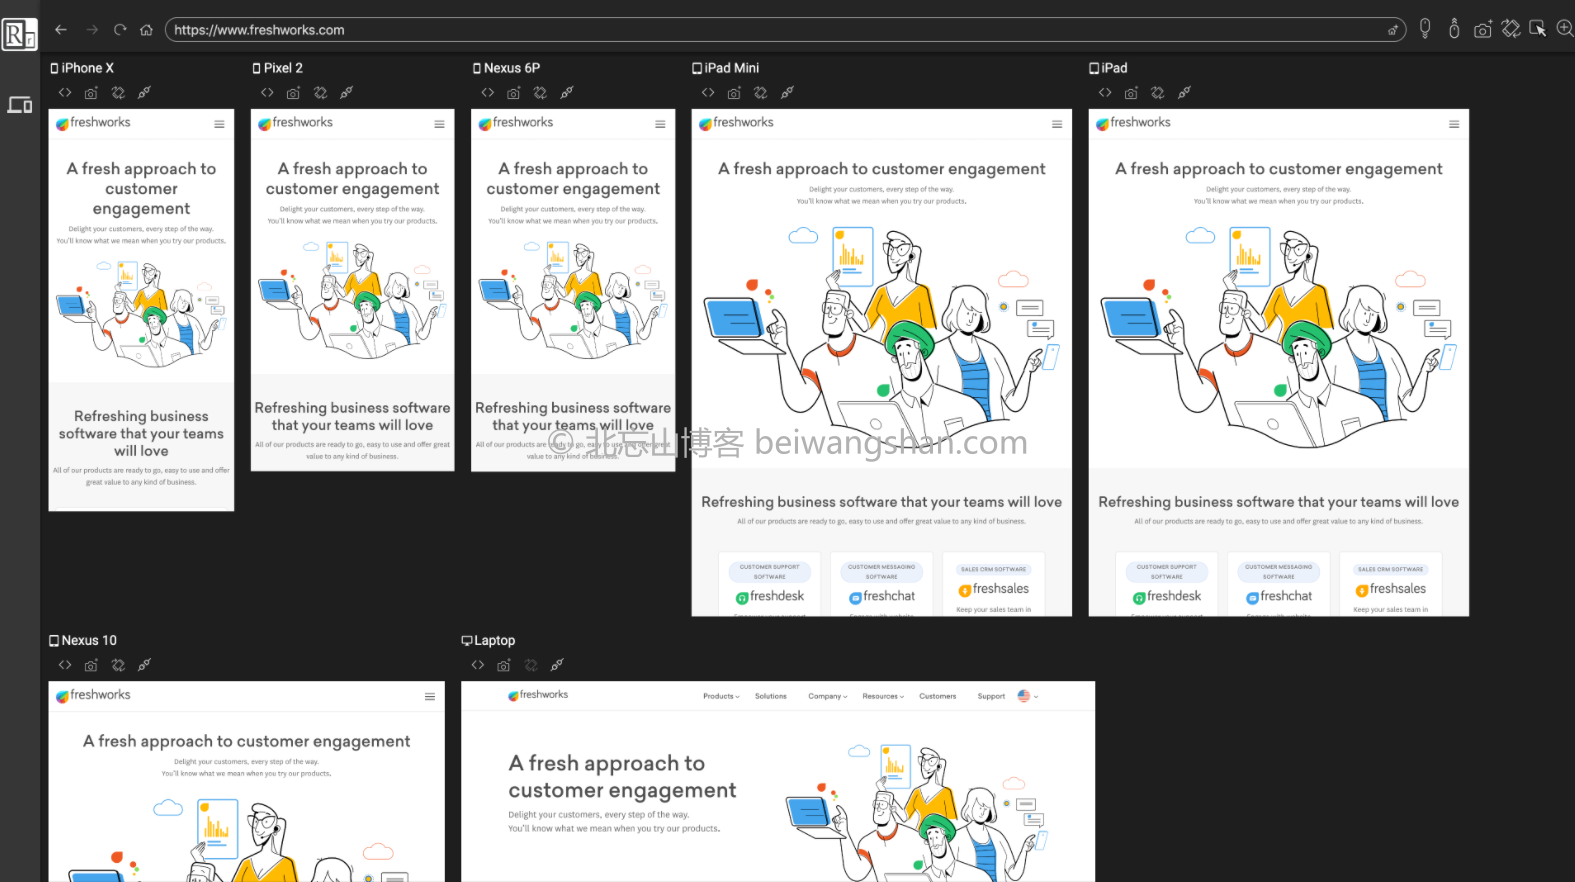 https://www.freshworks.com
iPhone X
freshworks
A fresh approach to
customer
engagement
Delight your customers, every step of the way.
You'll know what we mean when you try our products.
Refreshing business
software that your teams
will love
All of our products are ready to go, easy to use and offer
great value to any kind of business.
Pixel 2
freshworks
A fresh approach to
customer engagement
Delight your customers, every step of the way.
You'll know what we mean when you try our products.
Refreshing business software
that your teams will love
All of our products are ready to go, easy to use and offer great
value to any kind of business.
Nexus 6P
freshworks
A fresh approach to
customer engagement
Delight your customers, every step of the way.
You'll know what we mean when you try our products.
Refreshing business software
that your teams will love
All of our products are ready to go, easy to use and offer great
value to any kind of business.
iPad Mini
freshworks
A fresh approach to customer engagement
Delight your customers, every step of the way.
You'll know what we mean when you try our products.
Refreshing business software that your teams will love
All of our products are ready to go, easy to use and offer great value to any kind of business.
CUSTOMER SUPPORT
SOFTWARE
freshdesk
CUSTOMER MESSAGING
SOFTWARE
freshchat
SALES CRM SOFTWARE
freshsales
Keep your sales team in
iPad
freshworks
A fresh approach to customer engagement
Delight your customers, every step of the way.
You'll know what we mean when you try our products.
Refreshing business software that your teams will love
All of our products are ready to go, easy to use and offer great value to any kind of business.
CUSTOMER SUPPORT
SOFTWARE
freshdesk
CUSTOMER MESSAGING
SOFTWARE
freshchat
SALES CRM SOFTWARE
freshsales
Keep your sales team in
© 北忘山博客 beiwangshan.com
Nexus 10
freshworks
A fresh approach to customer engagement
Delight your customers, every step of the way.
You'll know what we mean when you try our products.
Laptop
freshworks
Products Solutions Company Resources Customers Support
A fresh approach to
customer engagement
Delight your customers, every step of the way.
You'll know what we mean when you try our products.